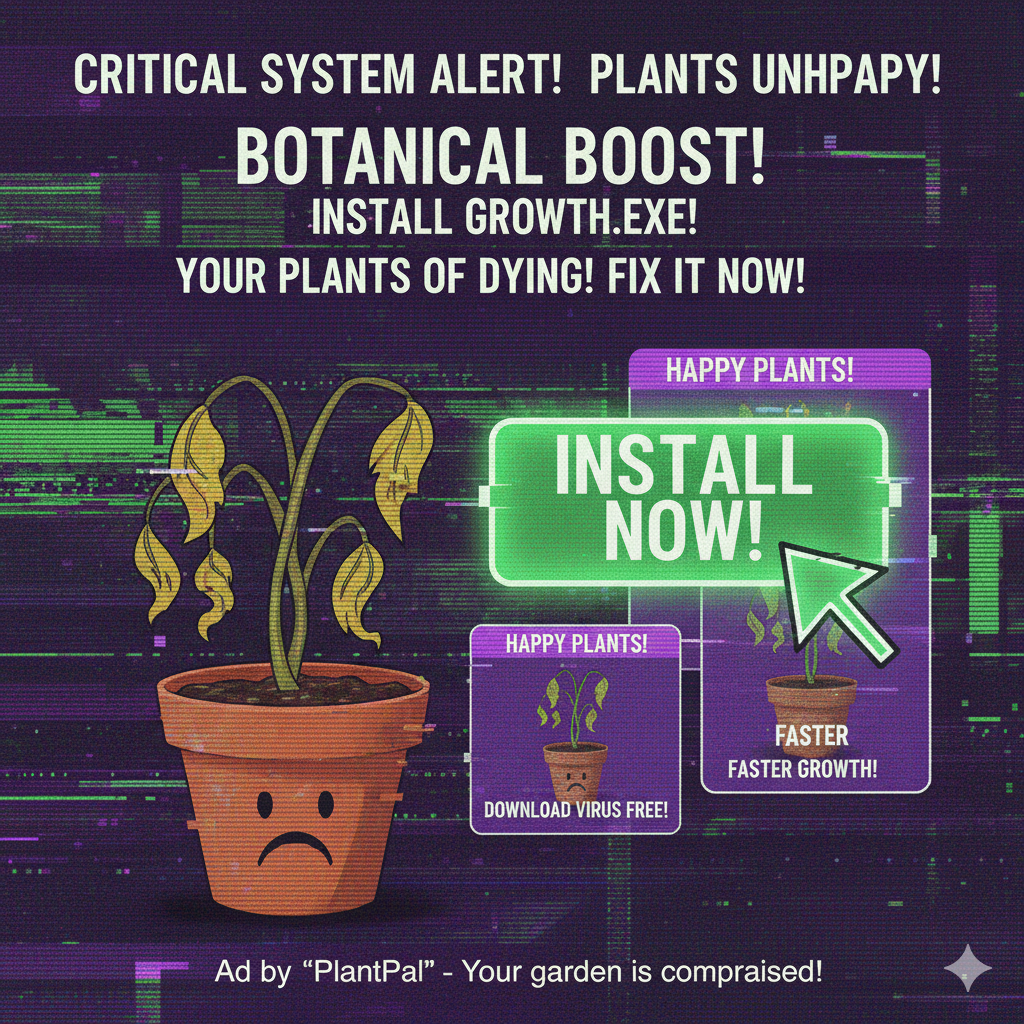 CRITICAL SYSTEM ALERT! PLANTS UNHPAPY!
BOTANICAL BOOST!
INSTALL GROWTH.EXE!
YOUR PLANTS OF DYING! FIX IT NOW!
HAPPY PLANTS!
INSTALL
NOW!
HAPPY PLANTS!
DOWNLOAD VIRUS FREE!
FASTER
FASTER GROWTH!
Ad by “PlantPal” - Your garden is compraised!